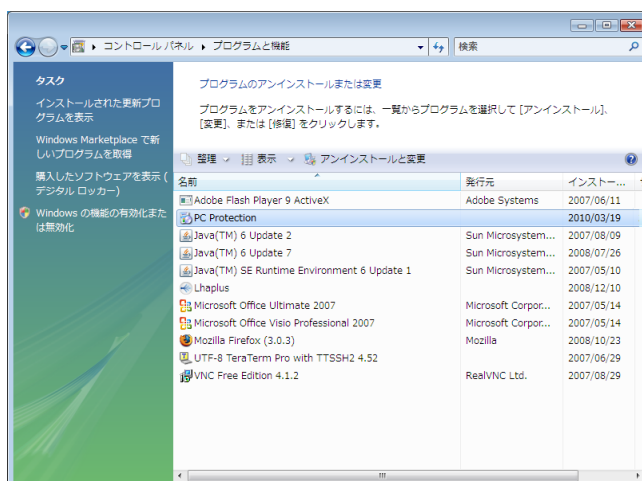 コントロール パネル ▸ プログラムと機能
検索
タスク
インストールされた更新プロ
グラムを表示
Windows Marketplace で新
しいプログラムを取得
購入したソフトウェアを表示 (
デジタル ロッカー)
Windows の機能の有効化また
は無効化
プログラムのアンインストールまたは変更
プログラムをアンインストールするには、一覧からプログラムを選択して [アンインストール]、
[変更]、または [修復] をクリックします。
整理 表示 アンインストールと変更
名前 発行元 インストー...
Adobe Flash Player 9 ActiveX Adobe Systems 2007/06/11
PC Protection 2010/03/19
Java(TM) 6 Update 2 Sun Microsystem... 2007/08/09
Java(TM) 6 Update 7 Sun Microsystem... 2008/07/26
Java(TM) SE Runtime Environment 6 Update 1 Sun Microsystem... 2007/05/10
Lhaplus 2008/12/10
Microsoft Office Ultimate 2007 Microsoft Corpor... 2007/05/14
Microsoft Office Visio Professional 2007 Microsoft Corpor... 2007/05/14
Mozilla Firefox (3.0.3) Mozilla 2008/10/23
UTF-8 TeraTerm Pro with TTSSH2 4.52 2007/06/29
VNC Free Edition 4.1.2 RealVNC Ltd. 2007/08/29